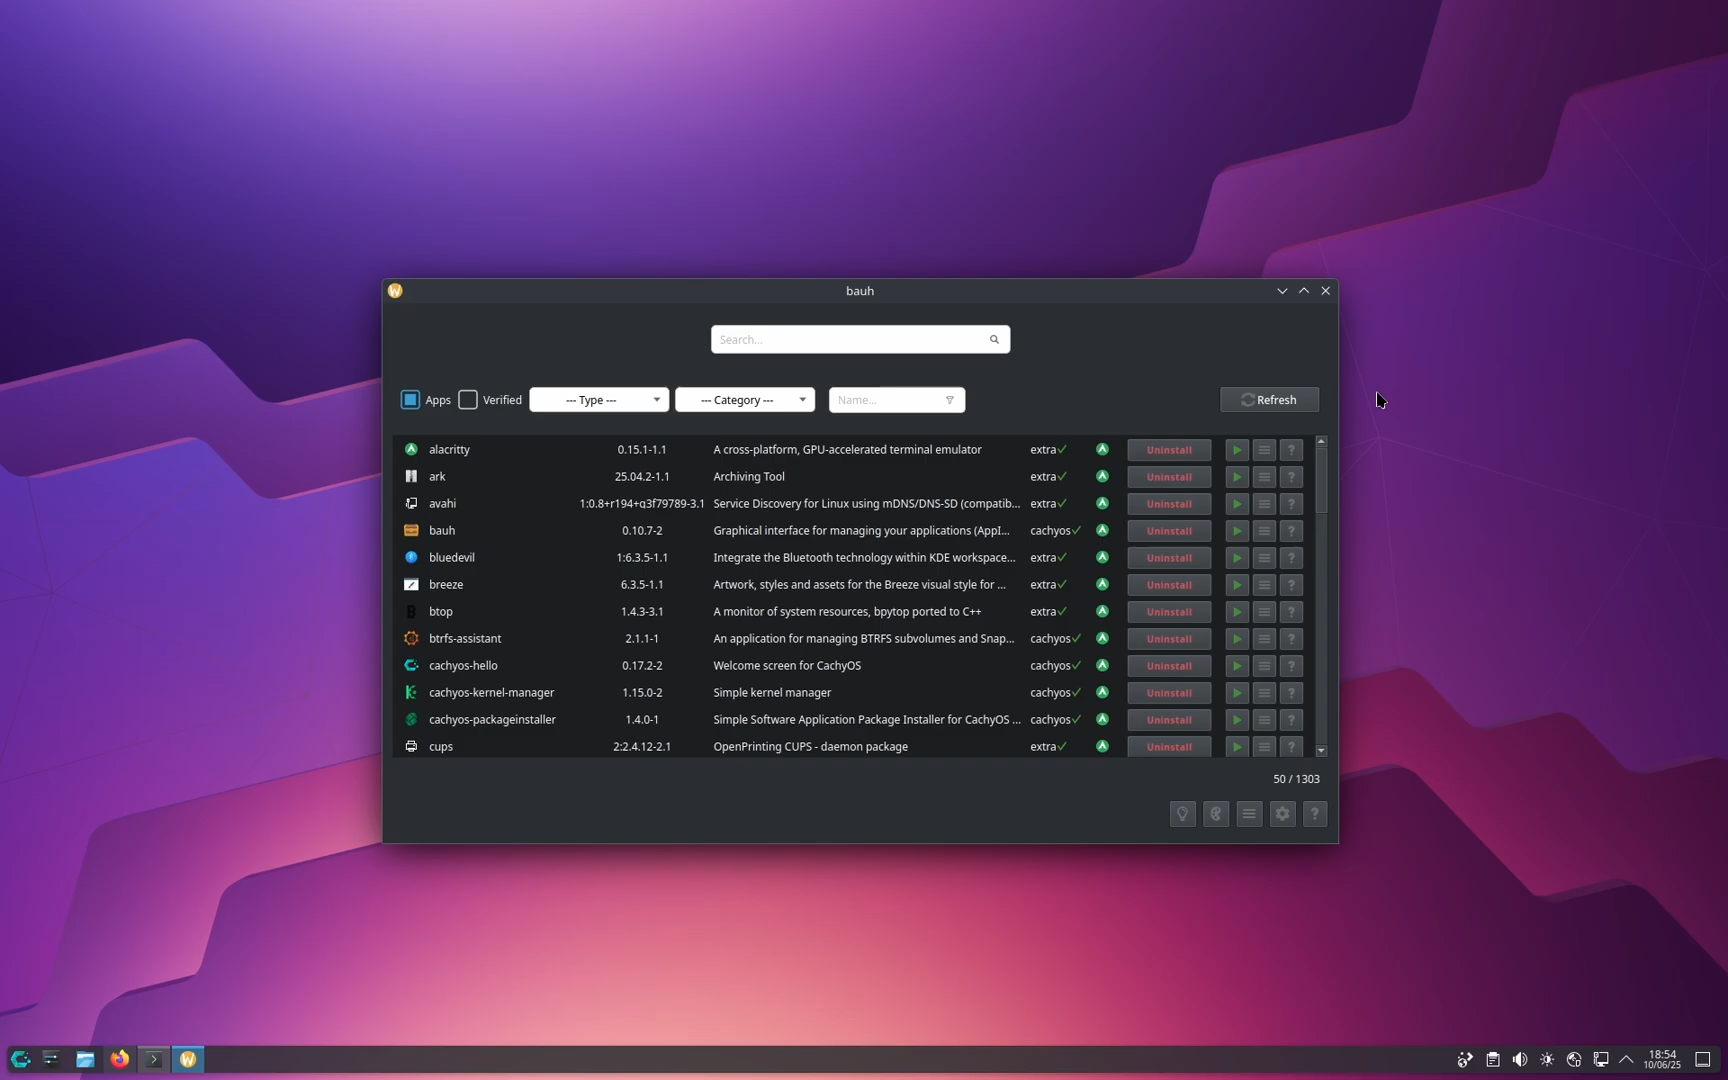 bauh
Search...
Apps Verified --- Type --- --- Category --- Name... Refresh
alacritty 0.15.1-1.1 A cross-platform, GPU-accelerated terminal emulator extra✓ Uninstall ?
ark 25.04.2-1.1 Archiving Tool extra✓ Uninstall ?
avahi 1:0.8+r194+g3f79789-3.1 Service Discovery for Linux using mDNS/DNS-SD (compatib... extra✓ Uninstall ?
bauh 0.10.7-2 Graphical interface for managing your applications (AppI... cachyos✓ Uninstall ?
bluedevil 1:6.3.5-1.1 Integrate the Bluetooth technology within KDE workspace... extra✓ Uninstall ?
breeze 6.3.5-1.1 Artwork, styles and assets for the Breeze visual style for ... extra✓ Uninstall ?
btop 1.4.3-3.1 A monitor of system resources, bpytop ported to C++ extra✓ Uninstall ?
btrfs-assistant 2.1.1-1 An application for managing BTRFS subvolumes and Snap... cachyos✓ Uninstall ?
cachyos-hello 0.17.2-2 Welcome screen for CachyOS cachyos✓ Uninstall ?
cachyos-kernel-manager 1.15.0-2 Simple kernel manager cachyos✓ Uninstall ?
cachyos-packageinstaller 1.4.0-1 Simple Software Application Package Installer for CachyOS ... cachyos✓ Uninstall ?
cups 2:2.4.12-2.1 OpenPrinting CUPS - daemon package extra✓ Uninstall ?
50 / 1303
?
18:54
10/06/25